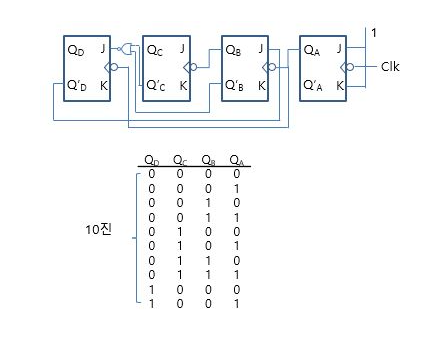 1
QD J QC J QB J QA J
Clk
Q'D K Q'C K Q'B K Q'A K
QD QC QB QA
0 0 0 0
0 0 0 1
0 0 1 0
0 0 1 1
10진 0 1 0 0
0 1 0 1
0 1 1 0
0 1 1 1
1 0 0 0
1 0 0 1